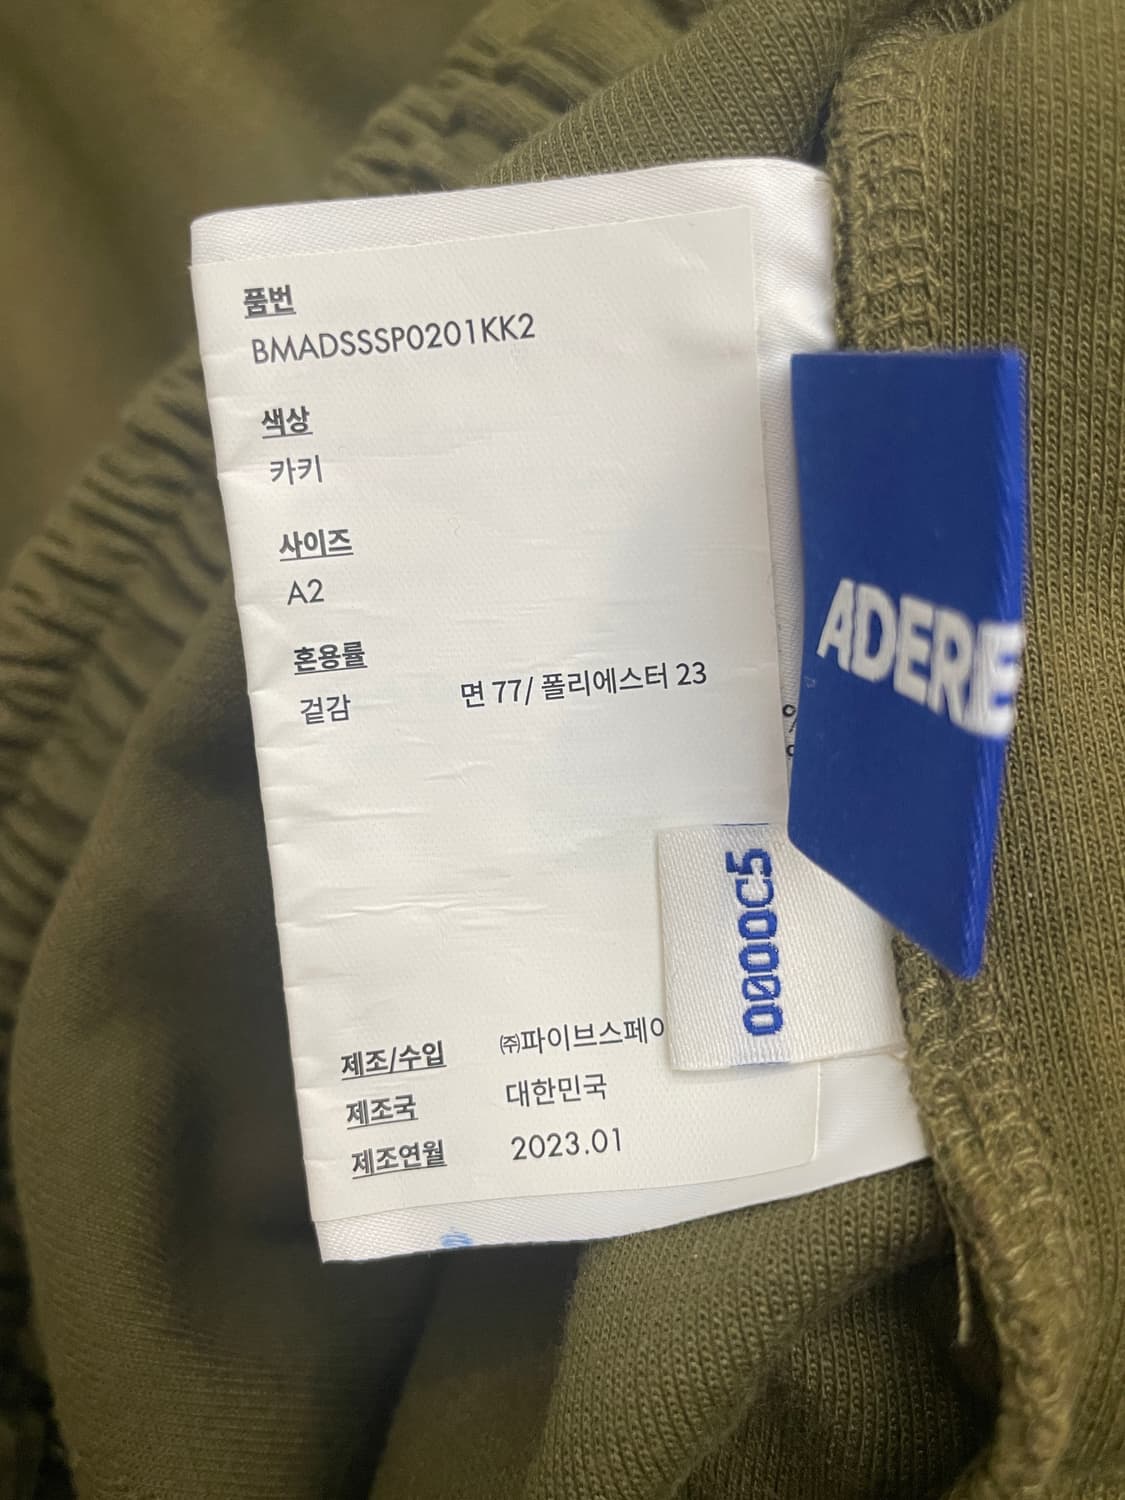 품번
BMADSSSP0201KK2
색상
카키
사이즈
A2
혼용률
겉감 면 77/ 폴리에스터 23
제조/수입 ㈜파이브스페이
제조국 대한민국
제조연월 2023.01
ADERE
0000C5